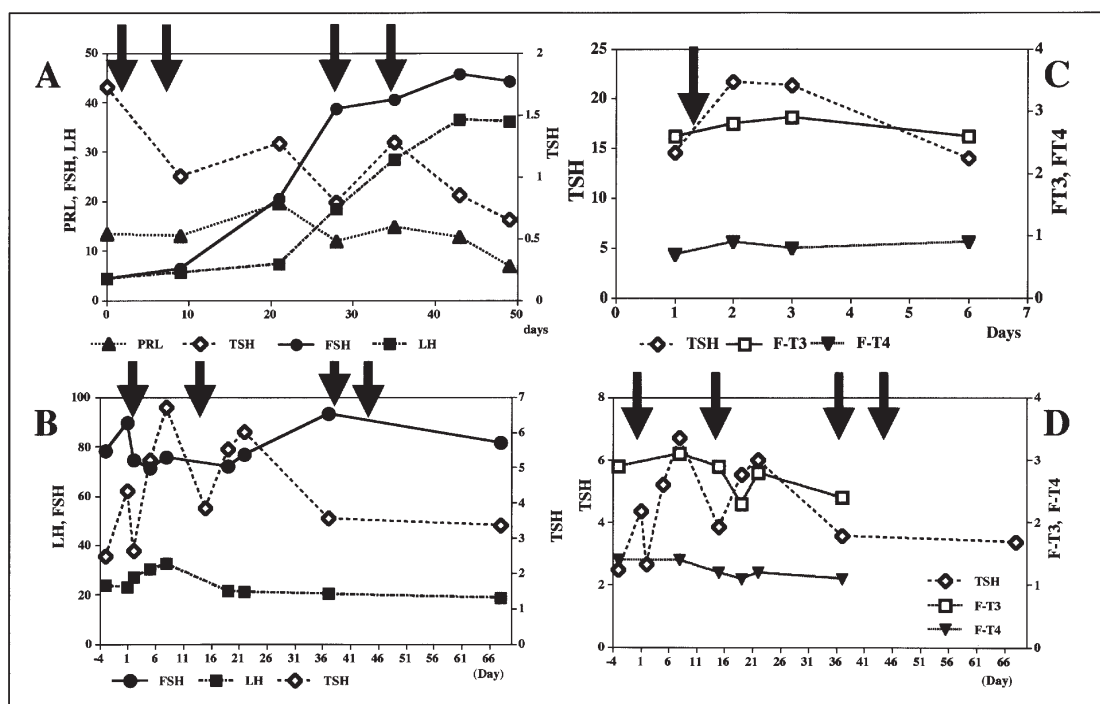 A
50
40
30
20
10
0
PRL, FSH, LH
2
1.5
1
0.5
0
TSH
0 10 20 30 40 50
days
PRL TSH FSH LH
C
25
20
15
10
5
0
TSH
4
3
2
1
0
FT3, FT4
0 1 2 3 4 5 6 7
Days
TSH F-T3 F-T4
B
100
80
60
40
20
0
LH, FSH
7
6
5
4
3
2
1
0
TSH
-4 1 6 11 16 21 26 31 36 41 46 51 56 61 66
(Day)
FSH LH TSH
D
8
6
4
2
0
TSH
4
3
2
1
0
F-T3, F-T4
TSH
F-T3
F-T4
-4 1 6 11 16 21 26 31 36 41 46 51 56 61 66
(Day)